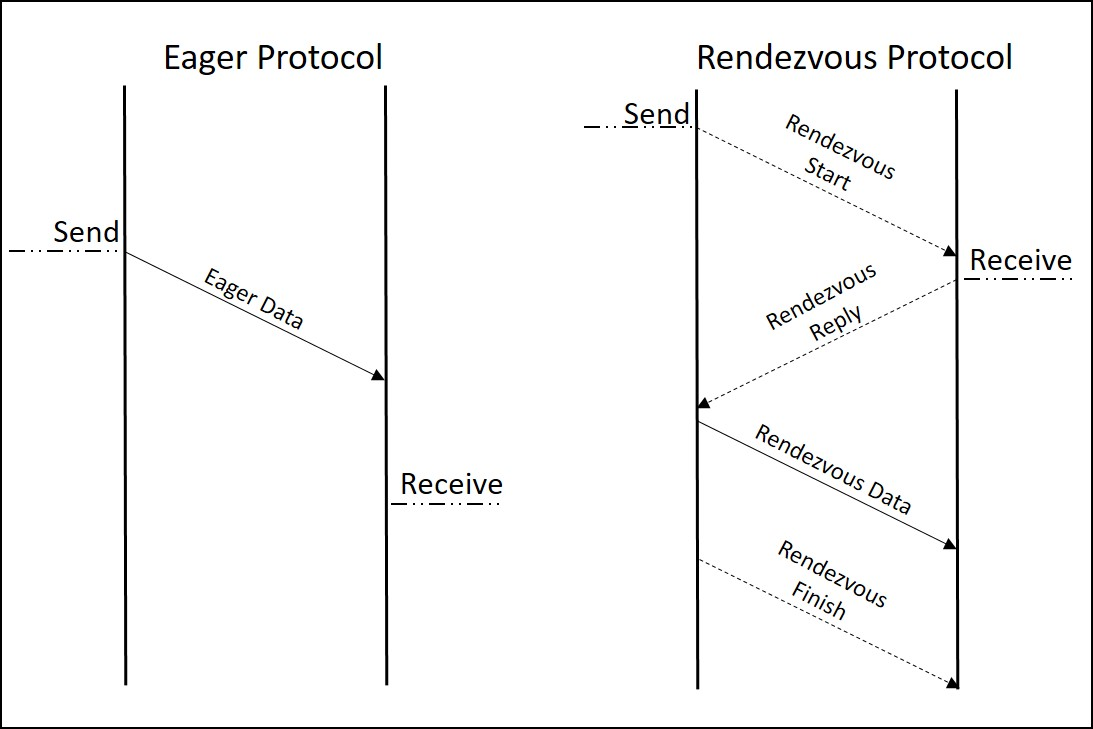 Eager Protocol
Send
Eager Data
Receive
Rendezvous Protocol
Send
Rendezvous
Start
Receive
Rendezvous
Reply
Rendezvous Data
Rendezvous
Finish